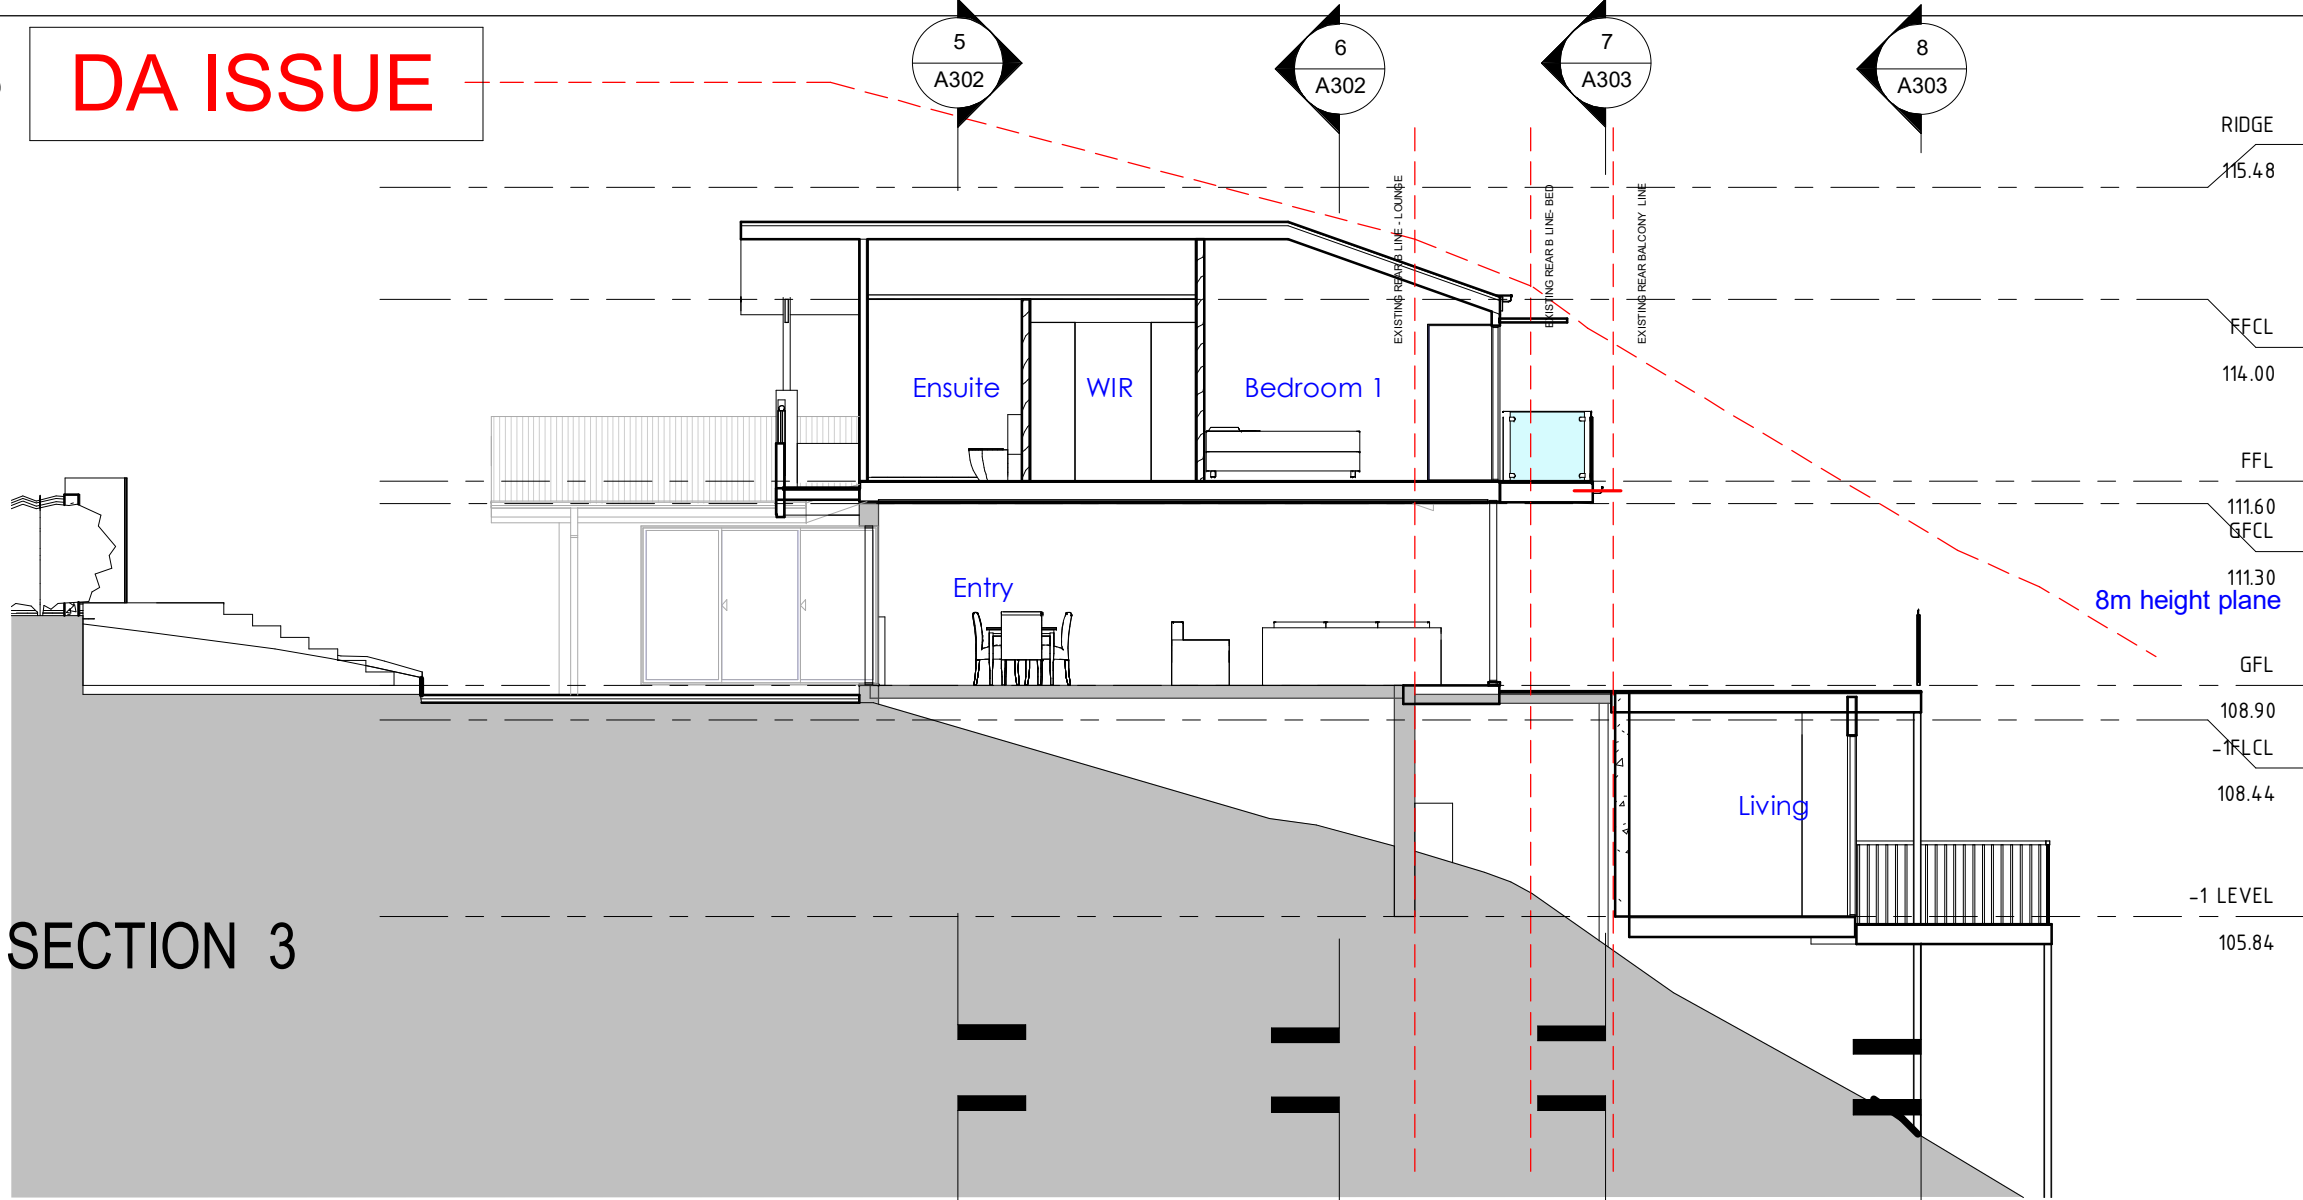 DA ISSUE
5
A302
6
A302
7
A303
8
A303
RIDGE
115.48
EXISTING REAR B LINE - LOUNGE
EXISTING REAR B LINE- BED
EXISTING REAR BALCONY LINE
FFCL
114.00
Ensuite
WIR
Bedroom 1
FFL
111.60
GFCL
111.30
Entry
8m height plane
GFL
108.90
-1FLCL
108.44
Living
-1 LEVEL
105.84
SECTION 3